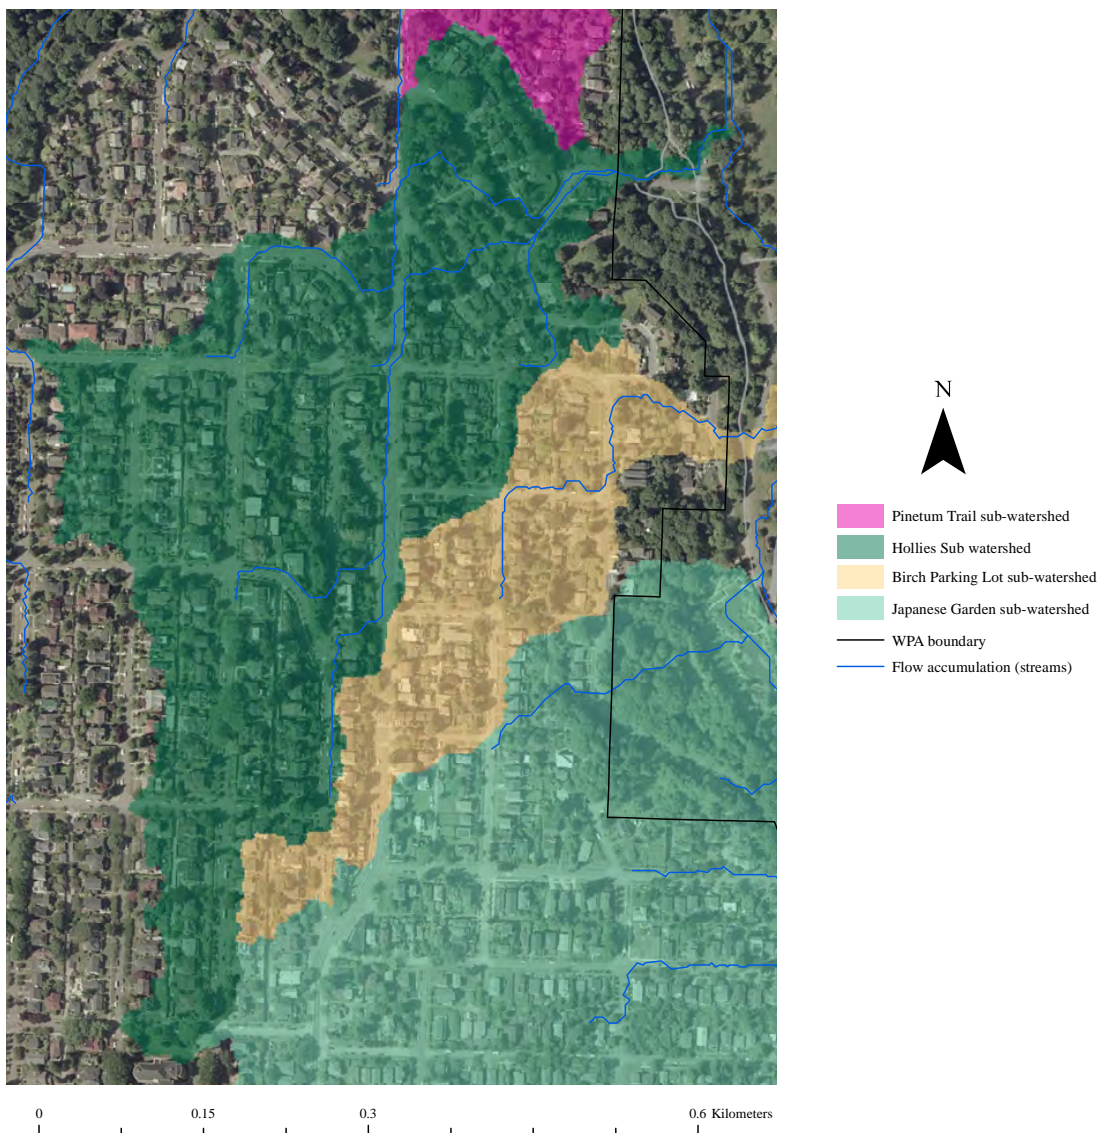 N
Pinetum Trail sub-watershed
Hollies Sub watershed
Birch Parking Lot sub-watershed
Japanese Garden sub-watershed
WPA boundary
Flow accumulation (streams)
0 0.15 0.3 0.6 Kilometers